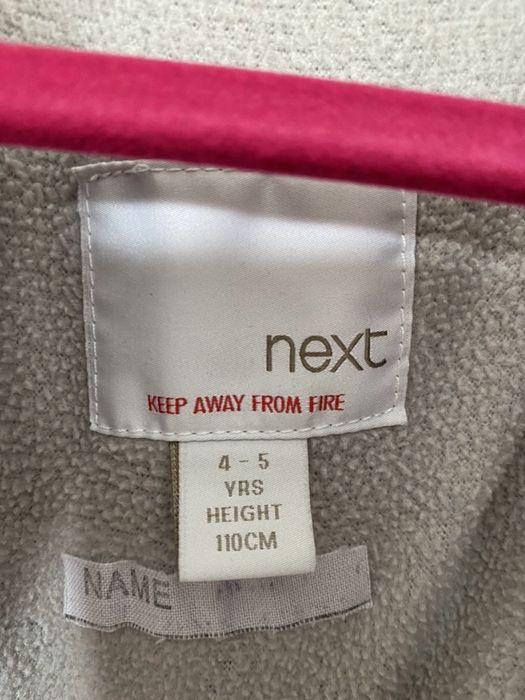 next
KEEP AWAY FROM FIRE
4 - 5
YRS
HEIGHT
110CM
NAME